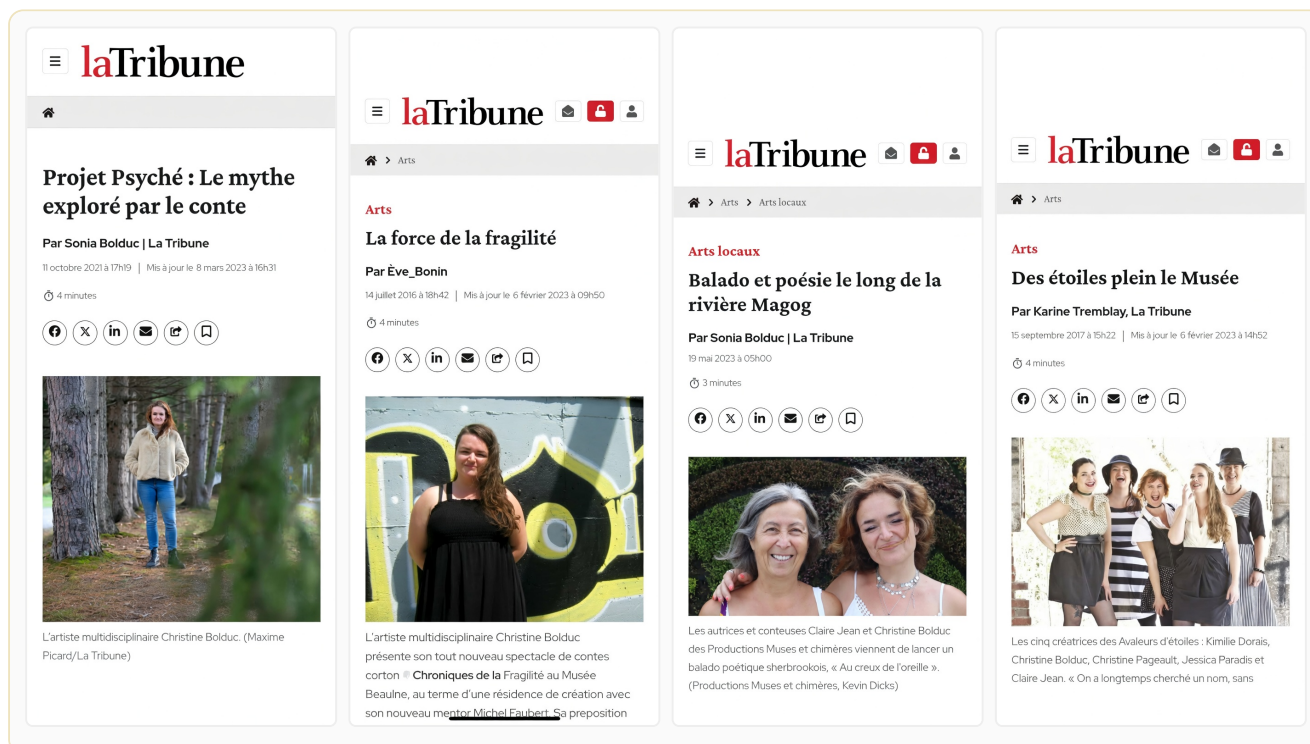 laTribune
Projet Psyché : Le mythe
exploré par le conte
Par Sonia Bolduc | La Tribune
11 octobre 2021 à 17h19 | Mis à jour le 8 mars 2023 à 16h31
4 minutes
L'artiste multidisciplinaire Christine Bolduc. (Maxime
Picard/La Tribune)
laTribune
Arts
Arts
La force de la fragilité
Par Ève_Bonin
14 juillet 2016 à 18h42 | Mis à jour le 6 février 2023 à 09h50
4 minutes
L'artiste multidisciplinaire Christine Bolduc
présente son tout nouveau spectacle de contes
corton Chroniques de la Fragilité au Musée
Beaulne, au terme d'une résidence de création avec
son nouveau mentor Michel Faubert. Sa preposition
laTribune
Arts > Arts locaux
Arts locaux
Balado et poésie le long de la
rivière Magog
Par Sonia Bolduc | La Tribune
19 mai 2023 à 05h00
3 minutes
Les autrices et conteuses Claire Jean et Christine Bolduc
des Productions Muses et chimères viennent de lancer un
balado poétique sherbrookois, « Au creux de l'oreille ».
(Productions Muses et chimères, Kevin Dicks)
laTribune
Arts
Arts
Des étoiles plein le Musée
Par Karine Tremblay, La Tribune
15 septembre 2017 à 15h22 | Mis à jour le 6 février 2023 à 14h52
4 minutes
Les cinq créatrices des Avaleurs d'étoiles : Kimilie Dorais,
Christine Bolduc, Christine Pageault, Jessica Paradis et
Claire Jean. « On a longtemps cherché un nom, sans